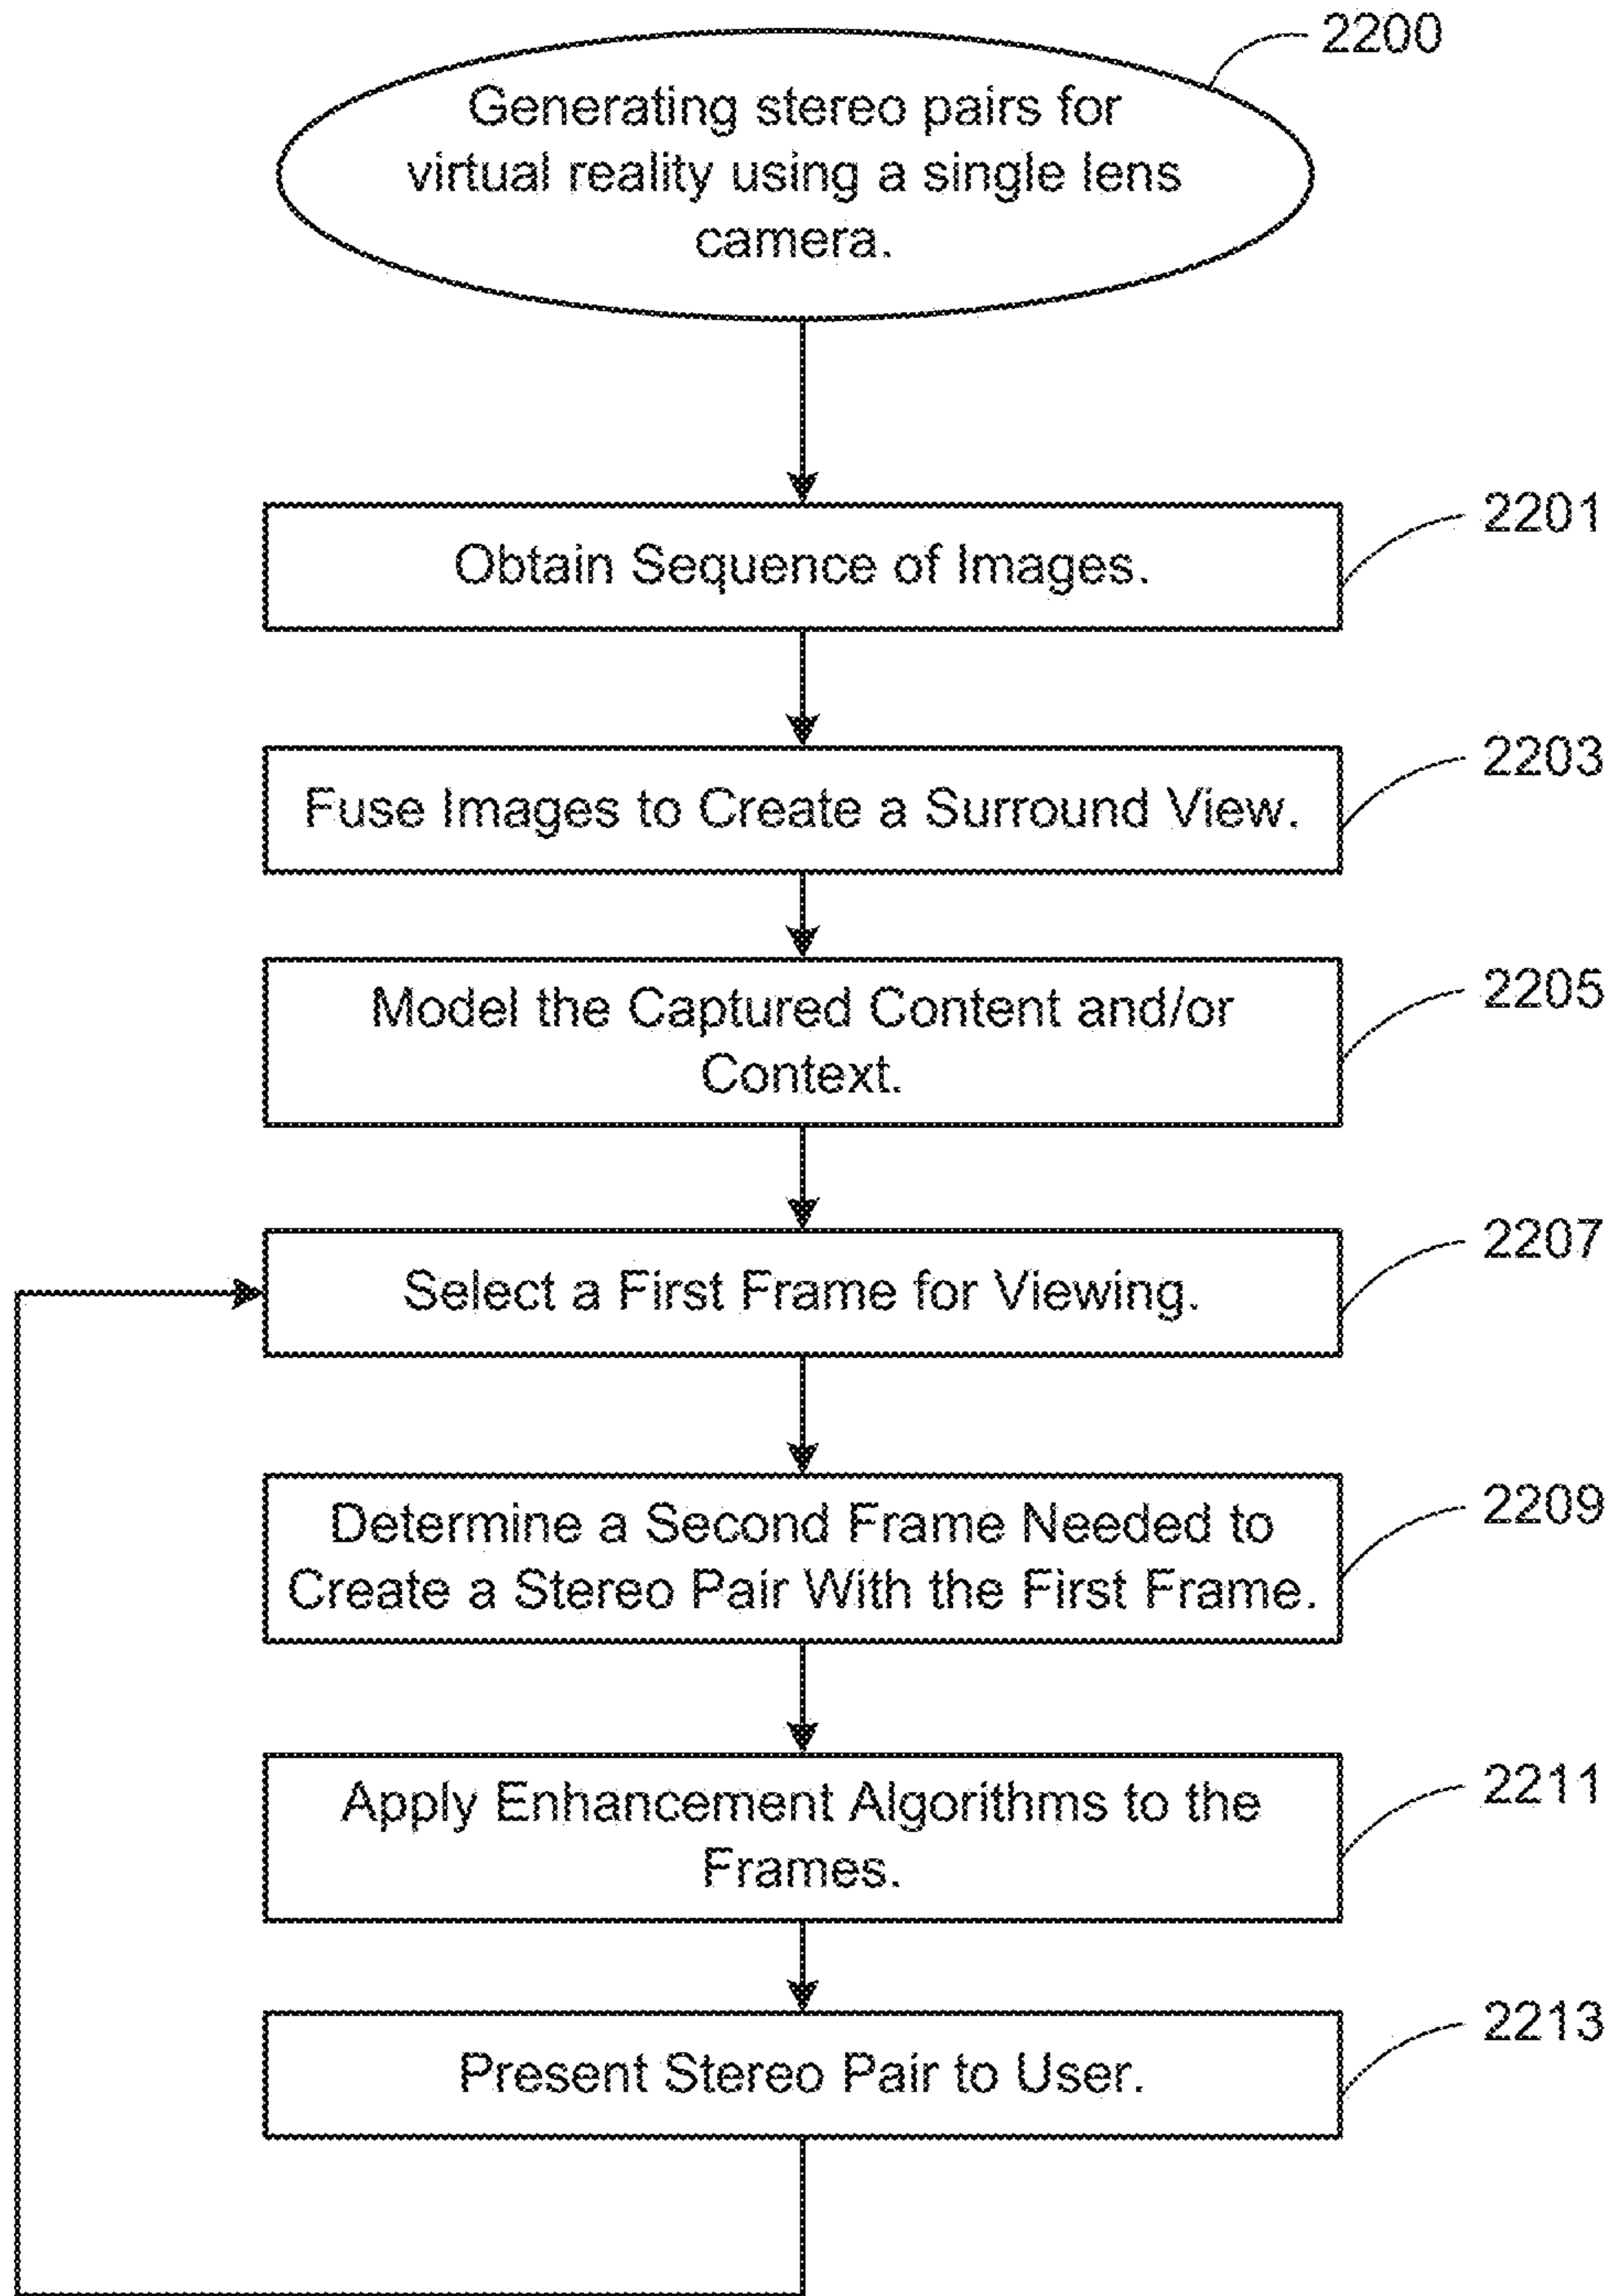 2200
Generating stereo pairs for
virtual reality using a single lens
camera.
2201
Obtain Sequence of Images.
2203
Fuse Images to Create a Surround View.
2205
Model the Captured Content and/or
Context.
2207
Select a First Frame for Viewing.
2209
Determine a Second Frame Needed to
Create a Stereo Pair With the First Frame.
2211
Apply Enhancement Algorithms to the
Frames.
2213
Present Stereo Pair to User.